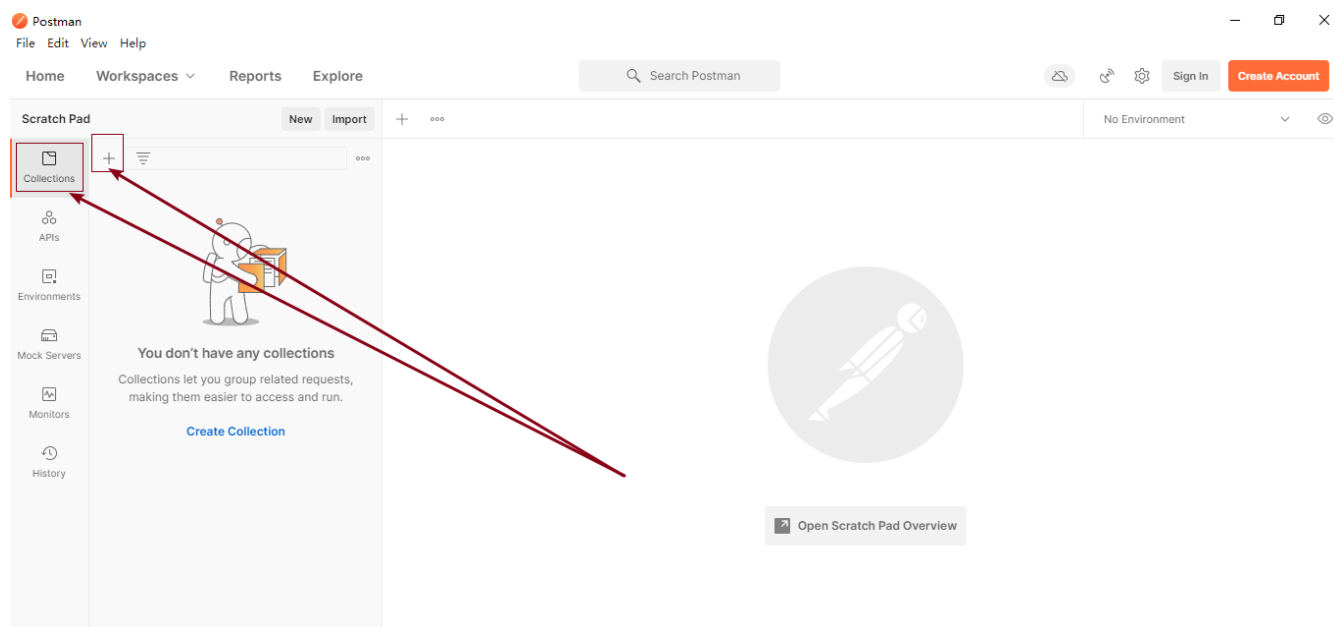 Postman
File Edit View Help
Home Workspaces Reports Explore Search Postman Sign In Create Account
Scratch Pad New Import No Environment
Collections
APIs
Environments
Mock Servers
Monitors
History
You don't have any collections
Collections let you group related requests,
making them easier to access and run.
Create Collection
Open Scratch Pad Overview